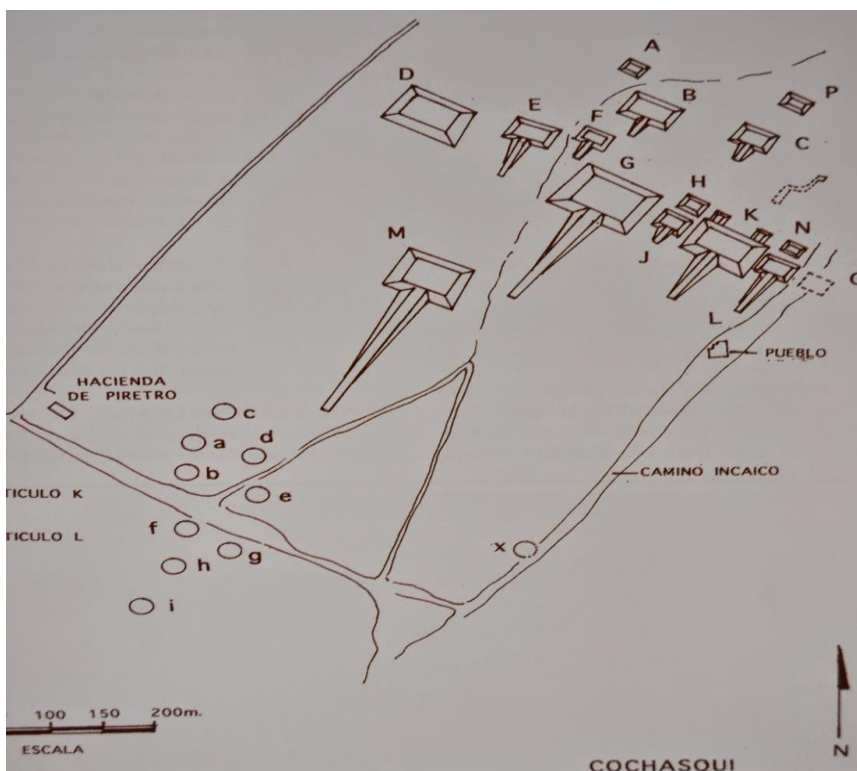 A
D
B
P
E
F
C
G
H
K
N
M
J
L
PUEBLO
HACIENDA
DE PIRETRO
c
a
d
b
CAMINO INCAICO
TICULO K
e
f
TICULO L
x
g
h
i
100 150 200m.
ESCALA
N
COCHASQUI